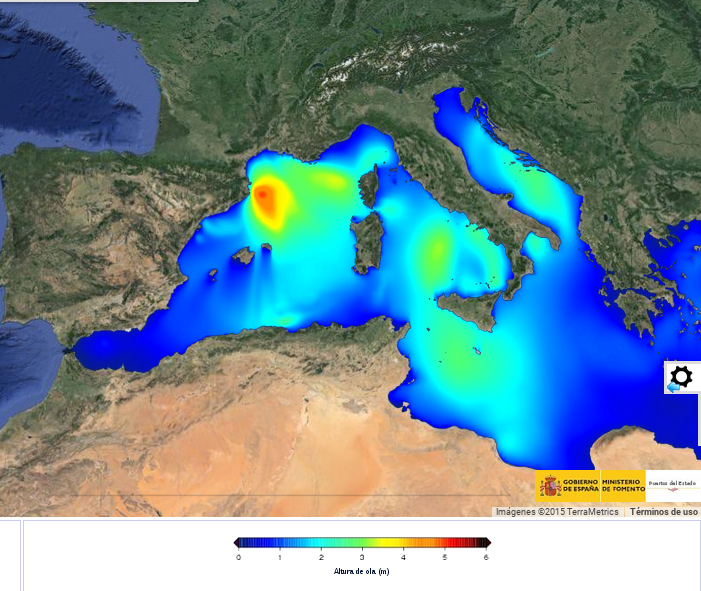 GOBIERNO MINISTERIO Puertos del Estado
DE ESPAÑA DE FOMENTO
Imágenes ©2015 TerraMetrics Términos de uso
0 1 2 3 4 5 6
Altura de ola (m)